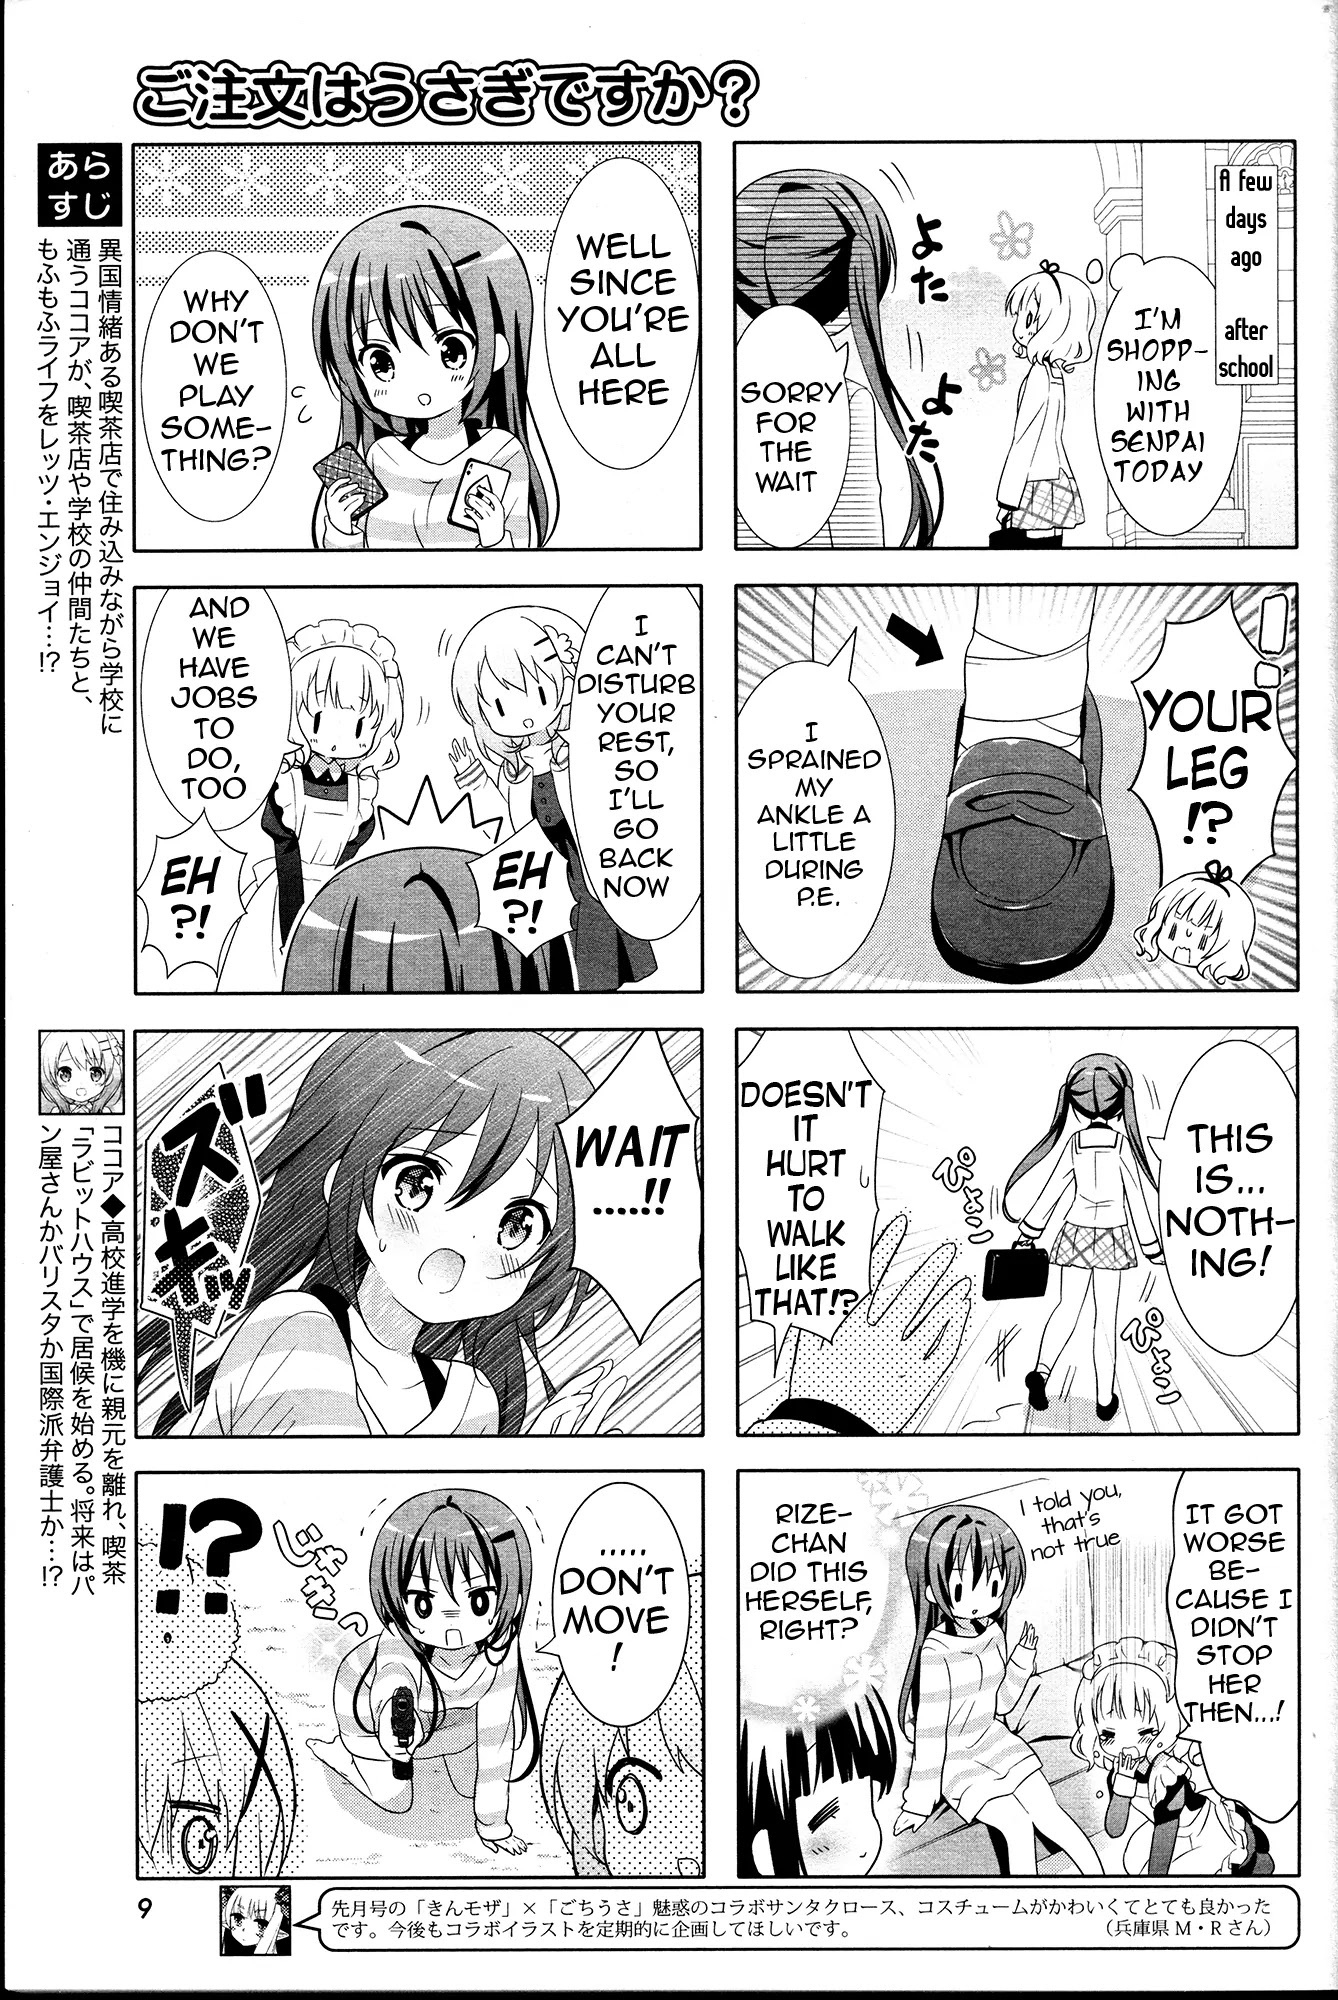 ご注文はうさぎですか？
A few
days
ago
after
school
I'M
SHOPP-
ING
WITH
SENPAI
TODAY
よた
よた
SORRY
FOR
THE
WAIT
YOUR
LEG
!?
I
SPRAINED
MY
ANKLE A
LITTLE
DURING
P.E.
THIS
IS...
NOTH-
ING!
ぴょこ
ぴょこ
DOESN'T
IT
HURT
TO
WALK
LIKE
THAT!?
IT GOT
WORSE
BE-
CAUSE I
DIDN'T
STOP
HER
THEN...!
I told you,
that's
not true
RIZE-
CHAN
DID THIS
HERSELF,
RIGHT?
WELL
SINCE
YOU'RE
ALL
HERE
WHY
DON'T
WE
PLAY
SOME-
THING?
I
CAN'T
DISTURB
YOUR
REST,
SO
I'LL
GO
BACK
NOW
AND
WE
HAVE
JOBS
TO
DO,
TOO
EH
?!
EH
?!
WAIT
.....!!
ズキッ
.....
DON'T
MOVE
!
じゃきっ
!?
あら
すじ
異国情緒ある喫茶店で住み込みながら学校に
通うココアが、喫茶店や学校の仲間たちと、
もふもふライフをレッツ・エンジョイ…!?
ココア◆高校進学を機に親元を離れ、喫茶
「ラビットハウス」で居候を始める。将来はパ
ン屋さんかバリスタか国際派弁護士か…!?
9
先月号の「きんモザ」×「ごちうさ」魅惑のコラボサンタクロース、コスチュームがかわいくてとても良かった
です。今後もコラボイラストを定期的に企画してほしいです。
（兵庫県M・Rさん）